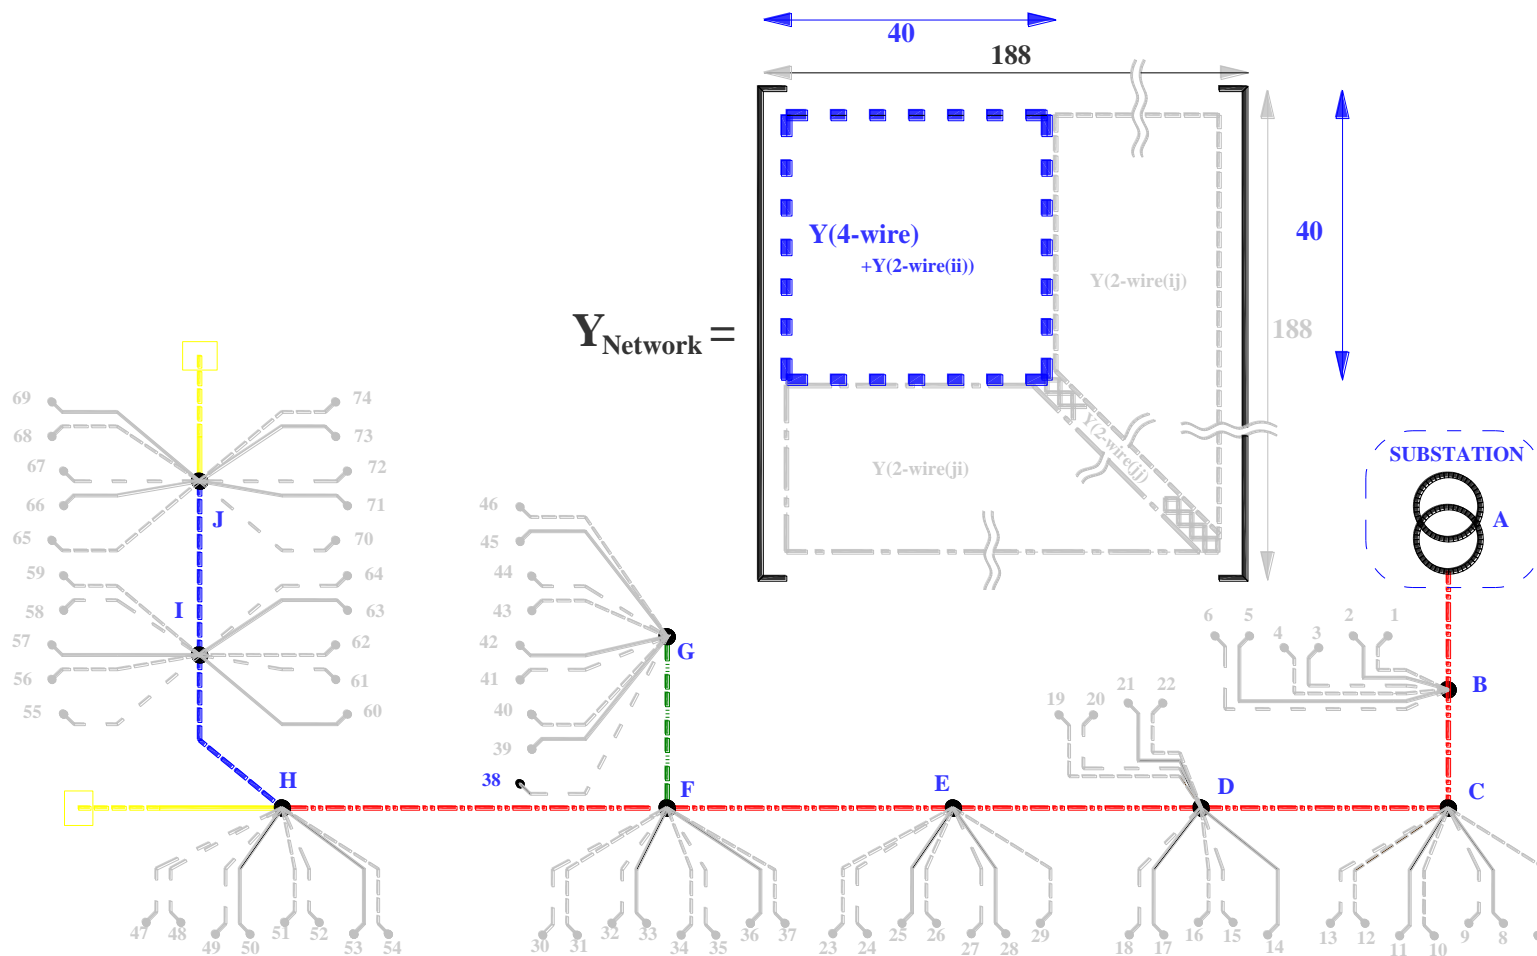 40
188
Y(4-wire)
+Y(2-wire(ii))
Y(2-wire(ij)
40
188
Y_Network =
Y(2-wire(jj)
Y(2-wire(ji)
SUBSTATION
A
69
68
67
66
65
74
73
72
71
70
J
59
58
57
56
55
64
63
62
61
60
I
46
45
44
43
42
41
40
39
38
G
6 5 4 3 2 1
B
19 20 21 22
H
F
E
D
C
47 48 49 50 51 52 53 54
30 31 32 33 34 35 36 37
23 24 25 26 27 28 29
18 17 16 15 14
13 12 11 10 9 8